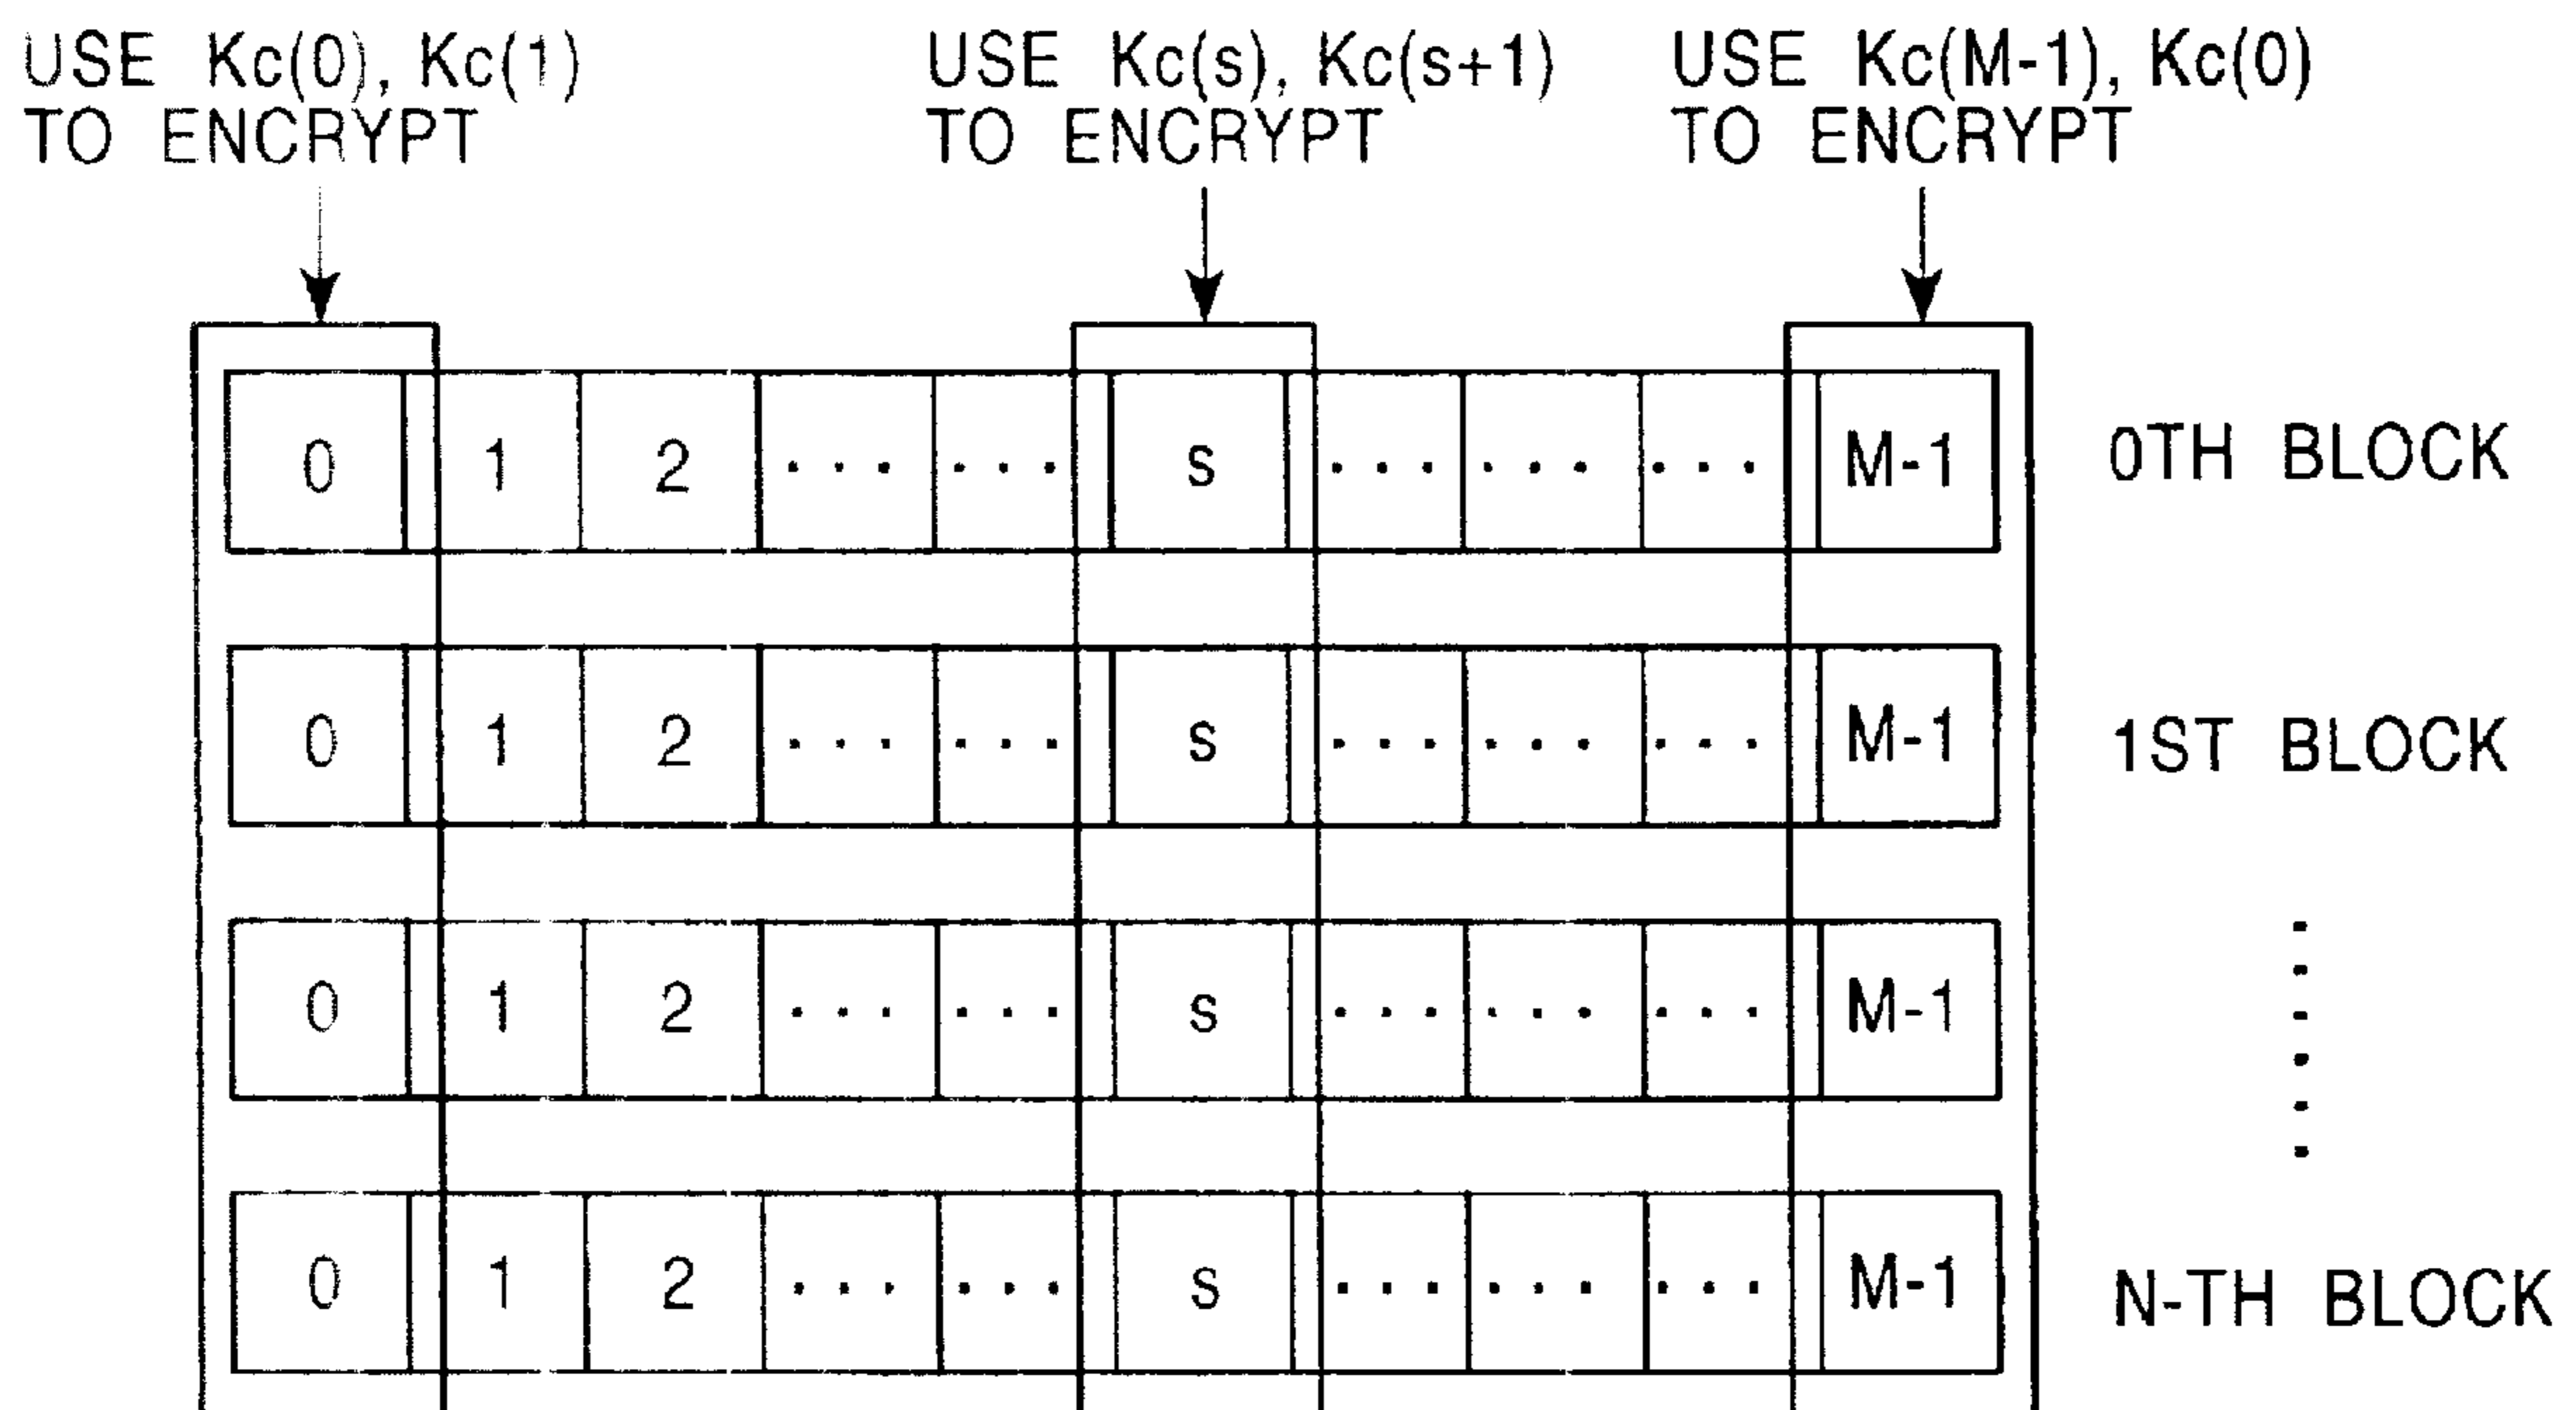 USE Kc(0), Kc(1)
TO ENCRYPT
USE Kc(s), Kc(s+1)
TO ENCRYPT
USE Kc(M-1), Kc(0)
TO ENCRYPT
0 1 2 ... ... s ... ... ... M-1 0TH BLOCK
0 1 2 ... ... s ... ... ... M-1 1ST BLOCK
0 1 2 ... ... s ... ... ... M-1
0 1 2 ... ... s ... ... ... M-1 N-TH BLOCK